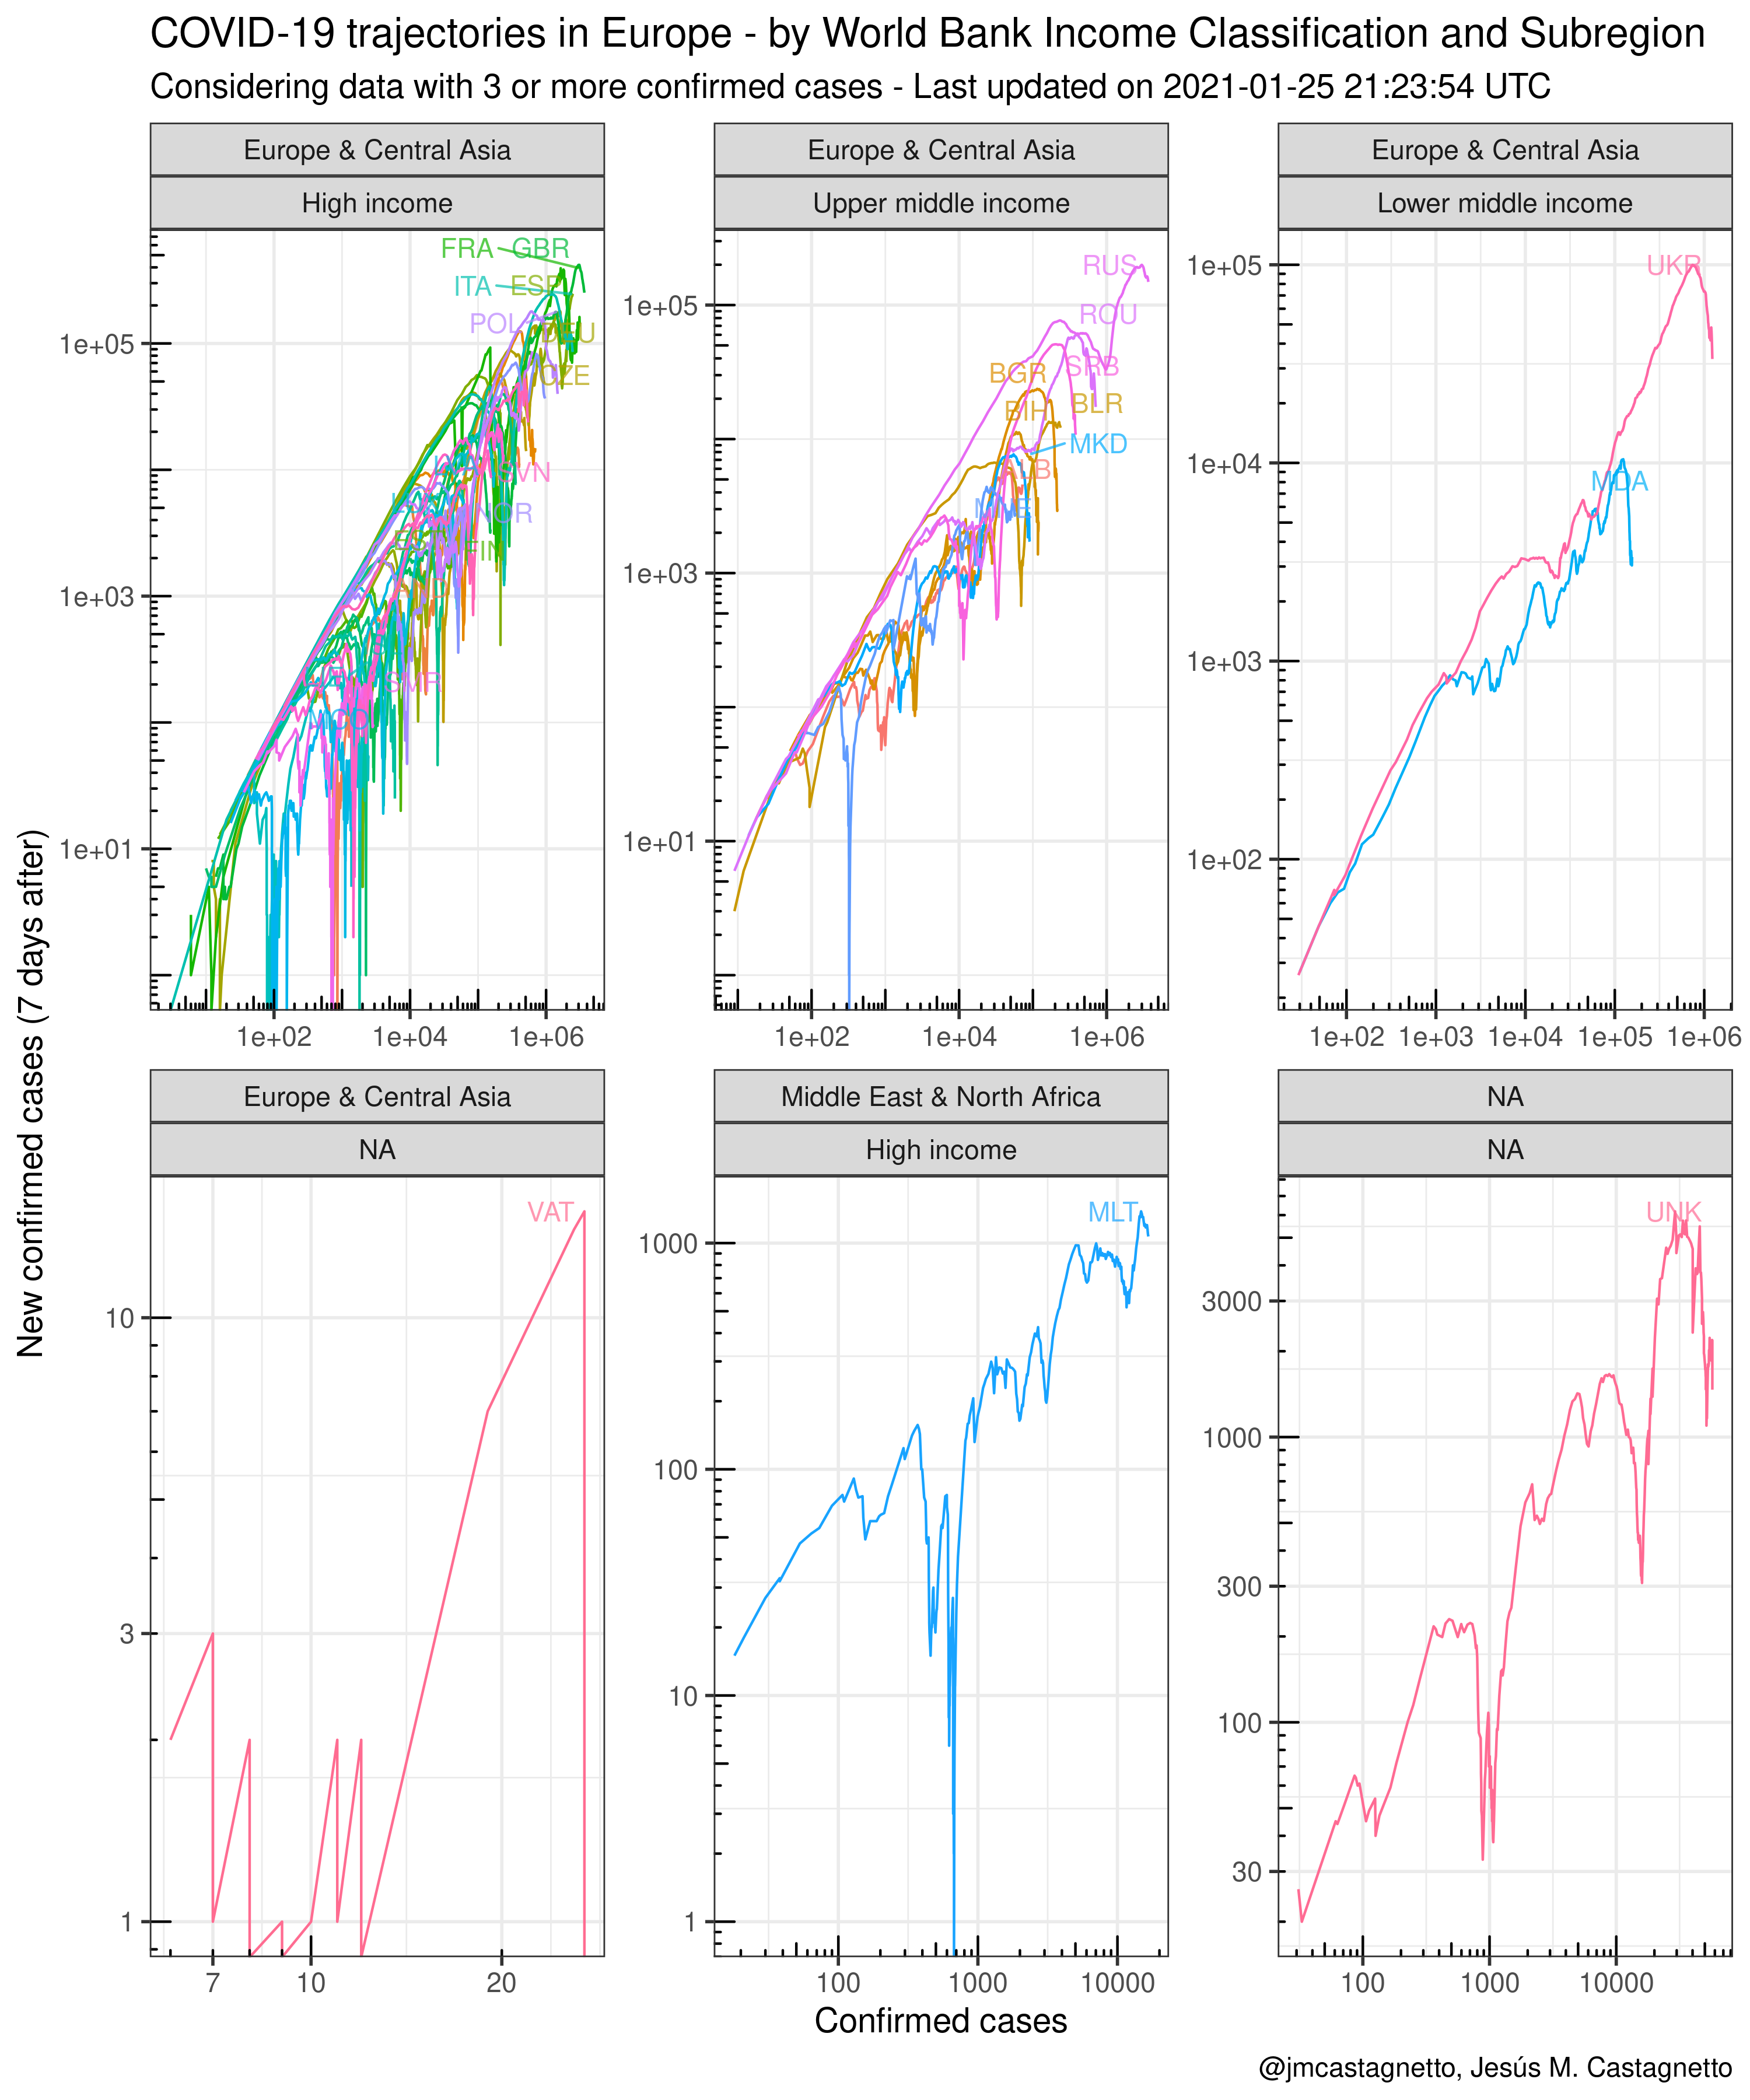 COVID-19 trajectories in Europe - by World Bank Income Classification and Subregion
Considering data with 3 or more confirmed cases - Last updated on 2021-01-25 21:23:54 UTC
Europe & Central Asia
High income
Europe & Central Asia
Upper middle income
Europe & Central Asia
Lower middle income
FRA GBR
ITA ESP
POL DEU
CZE
SVN
NOR
FIN
SMR
1e+05
1e+03
1e+01
1e+02 1e+04 1e+06
RUS
ROU
BGR SRB
BIH BLR
MKD
ALB
MNE
1e+05
1e+03
1e+01
1e+02 1e+04 1e+06
UKR
MDA
1e+05
1e+04
1e+03
1e+02
1e+02 1e+03 1e+04 1e+05 1e+06
New confirmed cases (7 days after)
Europe & Central Asia
NA
Middle East & North Africa
High income
NA
NA
VAT
10
3
1
7 10 20
MLT
1000
100
10
1
100 1000 10000
UNK
3000
1000
300
100
30
100 1000 10000
Confirmed cases
@jmcastagnetto, Jesús M. Castagnetto